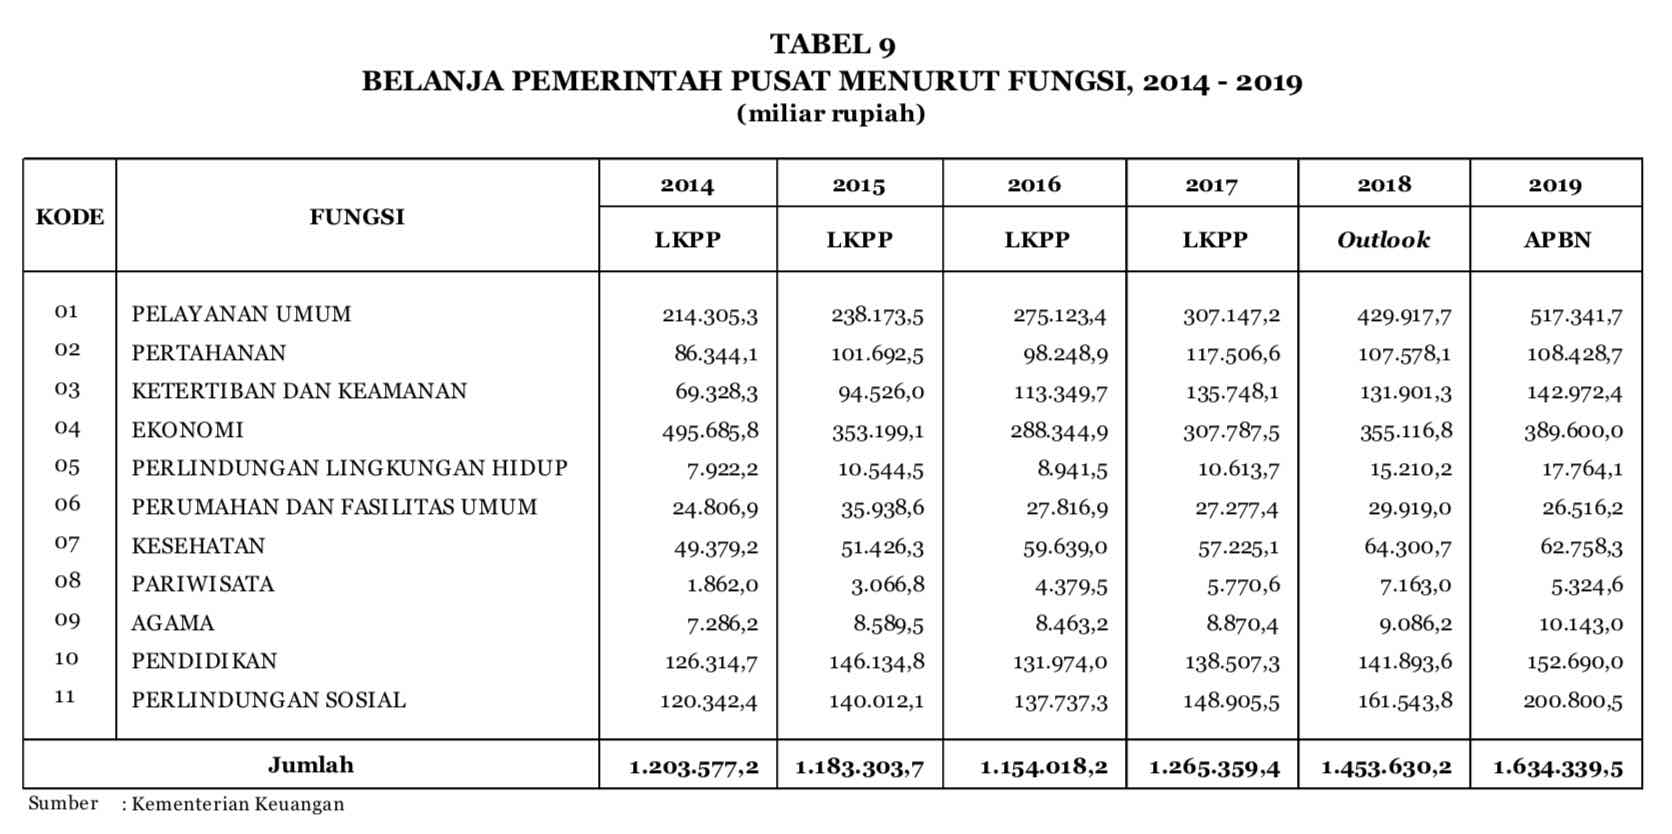 TABEL 9
BELANJA PEMERINTAH PUSAT MENURUT FUNGSI, 2014 - 2019
(miliar rupiah)
KODE FUNGSI 2014 2015 2016 2017 2018 2019
LKPP LKPP LKPP LKPP Outlook APBN
01 PELAYANAN UMUM 214.305,3 238.173,5 275.123,4 307.147,2 429.917,7 517.341,7
02 PERTAHANAN 86.344,1 101.692,5 98.248,9 117.506,6 107.578,1 108.428,7
03 KETERTIBAN DAN KEAMANAN 69.328,3 94.526,0 113.349,7 135.748,1 131.901,3 142.972,4
04 EKONOMI 495.685,8 353.199,1 288.344,9 307.787,5 355.116,8 389.600,0
05 PERLINDUNGAN LINGKUNGAN HIDUP 7.922,2 10.544,5 8.941,5 10.613,7 15.210,2 17.764,1
06 PERUMAHAN DAN FASILITAS UMUM 24.806,9 35.938,6 27.816,9 27.277,4 29.919,0 26.516,2
07 KESEHATAN 49.379,2 51.426,3 59.639,0 57.225,1 64.300,7 62.758,3
08 PARIWISATA 1.862,0 3.066,8 4.379,5 5.770,6 7.163,0 5.324,6
09 AGAMA 7.286,2 8.589,5 8.463,2 8.870,4 9.086,2 10.143,0
10 PENDIDIKAN 126.314,7 146.134,8 131.974,0 138.507,3 141.893,6 152.690,0
11 PERLINDUNGAN SOSIAL 120.342,4 140.012,1 137.737,3 148.905,5 161.543,8 200.800,5
Jumlah 1.203.577,2 1.183.303,7 1.154.018,2 1.265.359,4 1.453.630,2 1.634.339,5
Sumber : Kementerian Keuangan